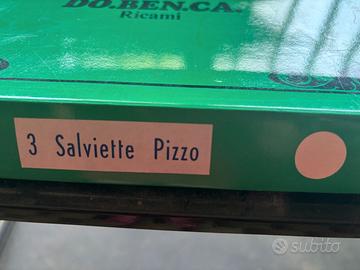 DO.BEN.CA.
Ricami
3 Salviette Pizzo
subito